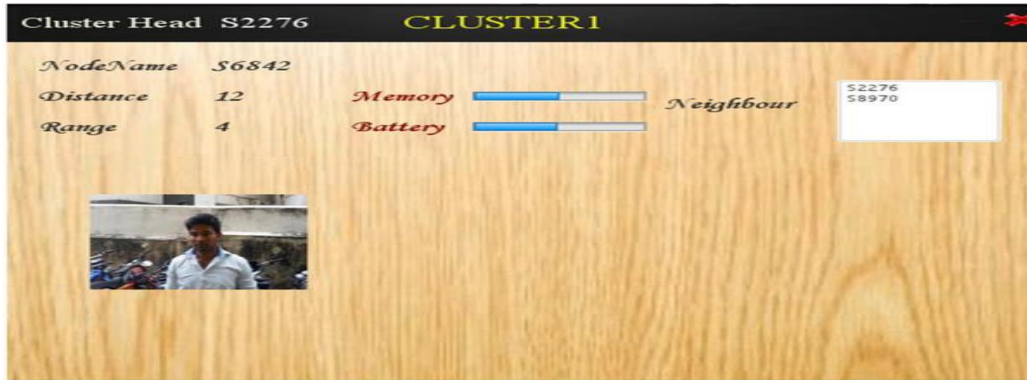 Cluster Head S2276 CLUSTER1
NodeName S6842
Distance 12
Range 4
Memory
Battery
Neighbour
S2276
S8970